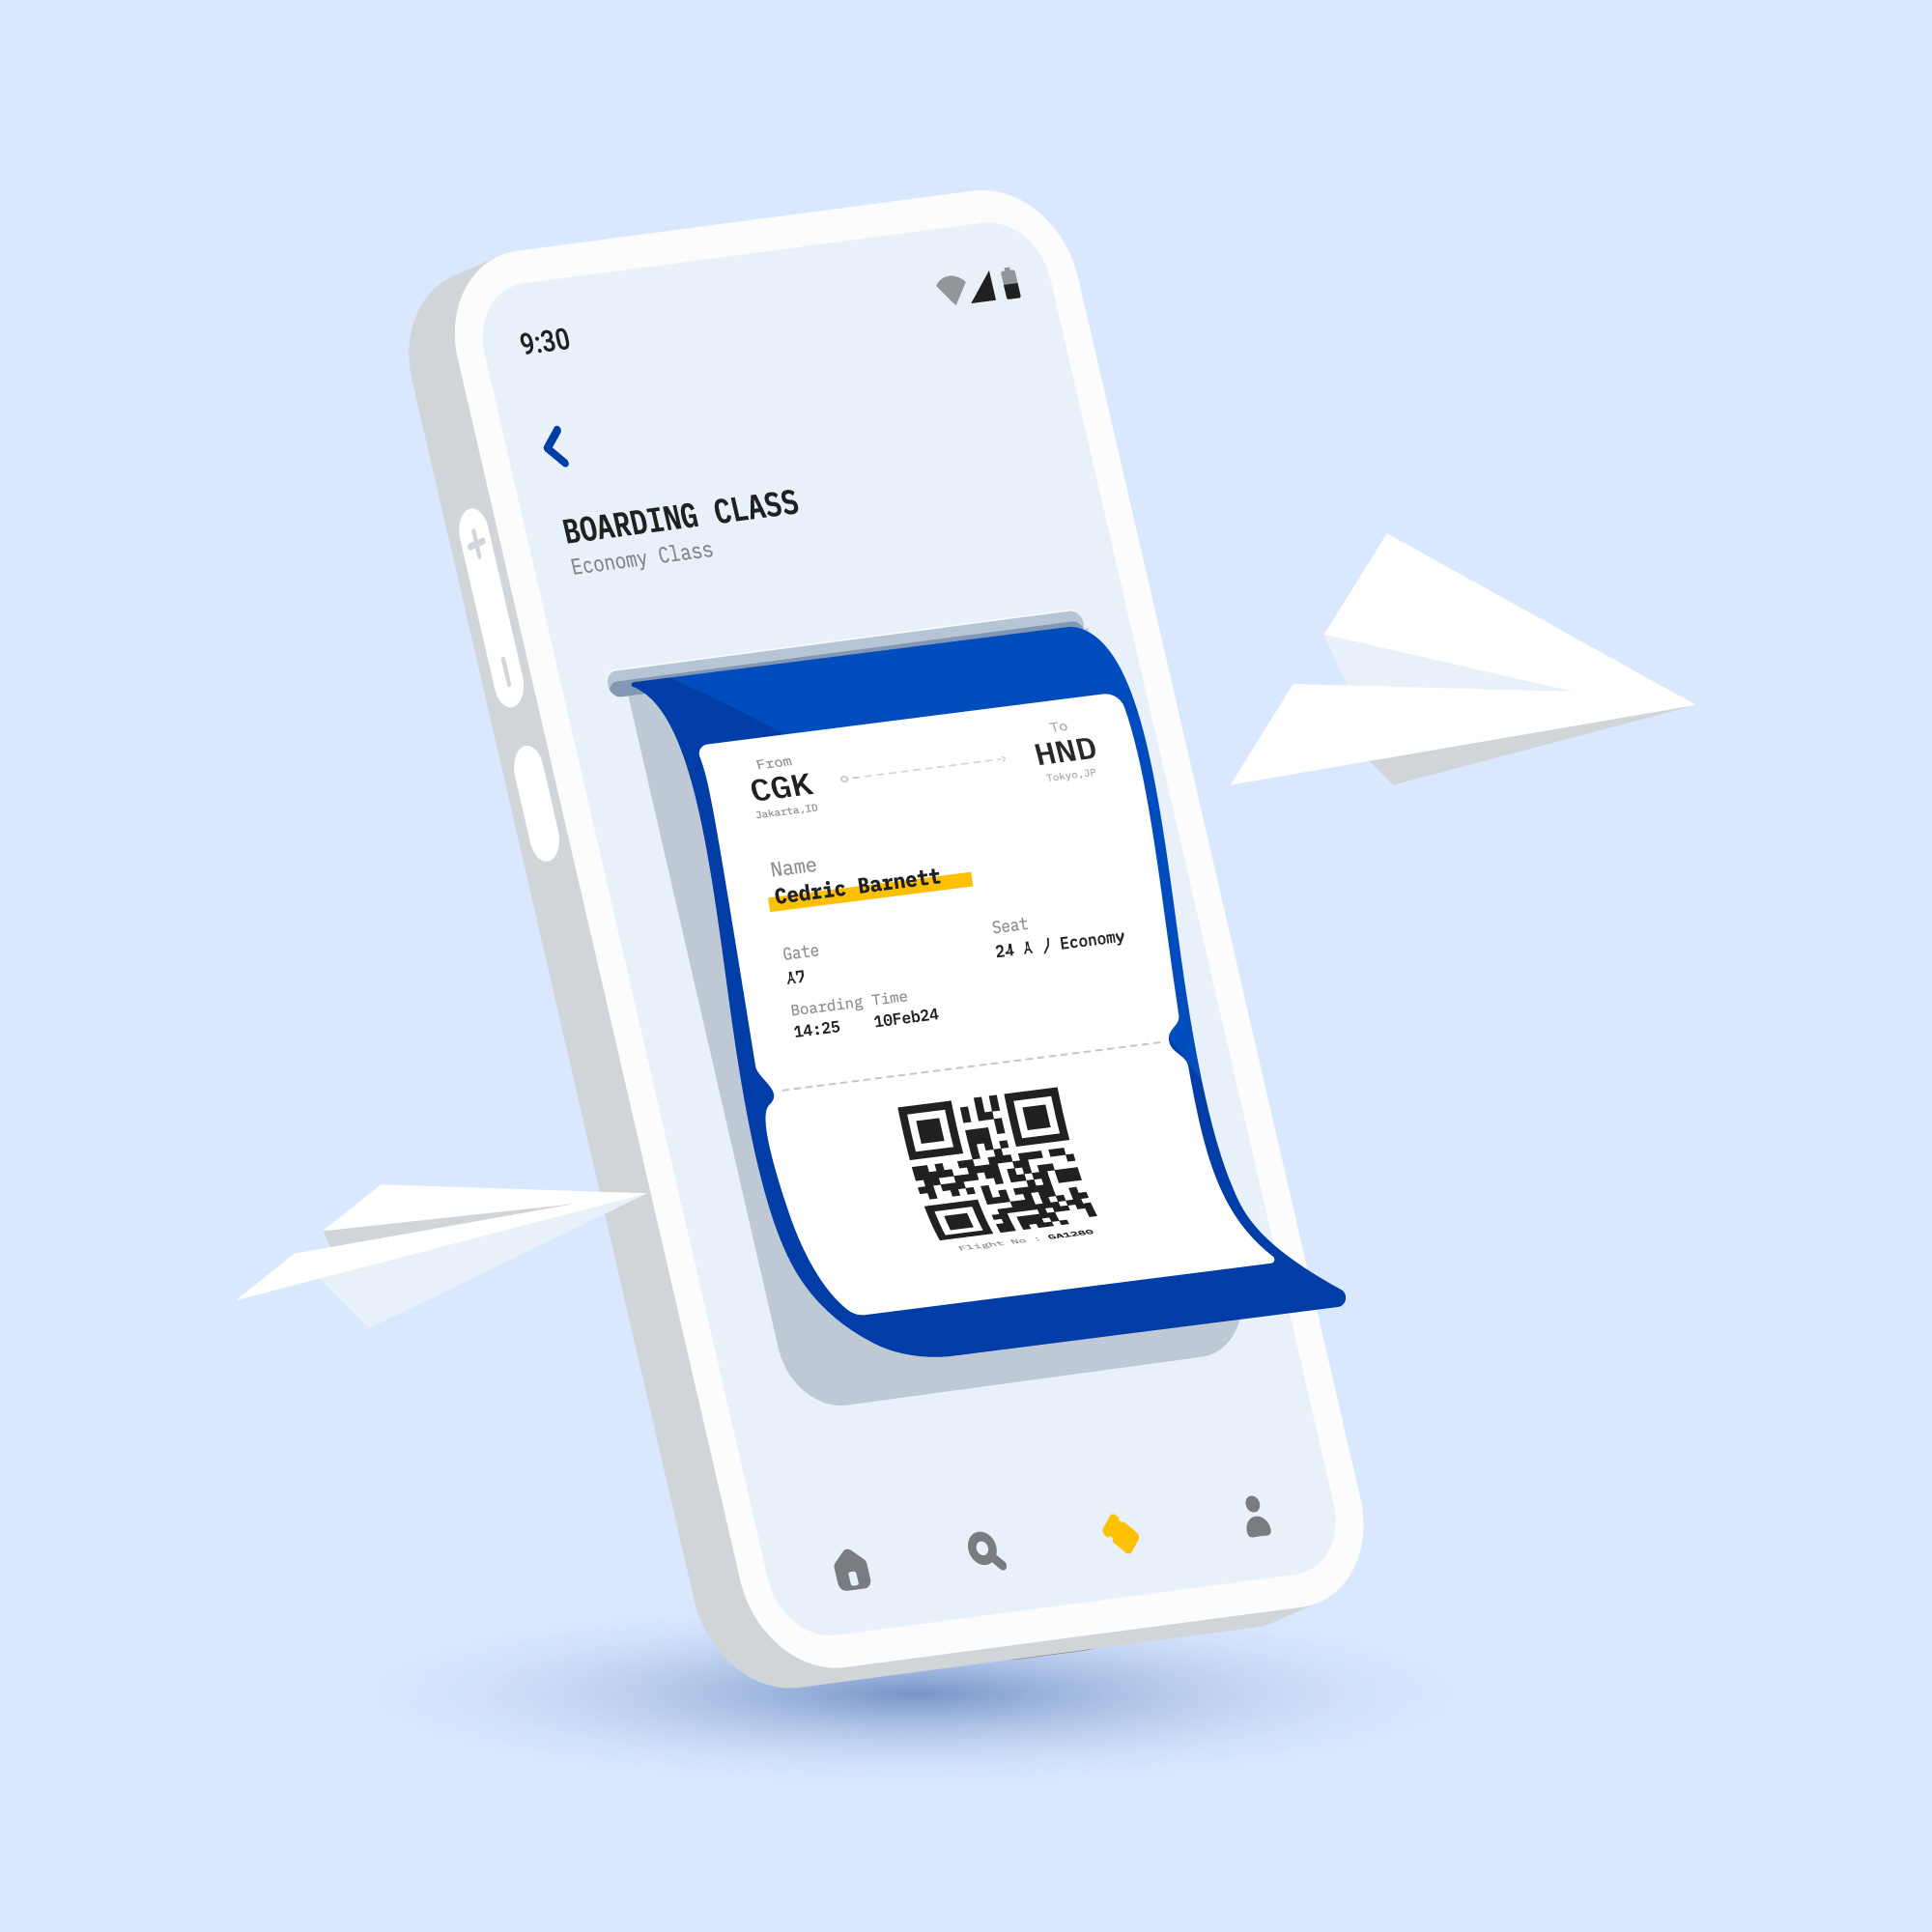 9:30
BOARDING CLASS
Economy Class
From
CGK
Jakarta,ID
To
HND
Tokyo,JP
Name
Cedric Barnett
Gate
A7
Seat
24 A / Economy
Boarding Time
14:25 10Feb24
Flight No : GA1280